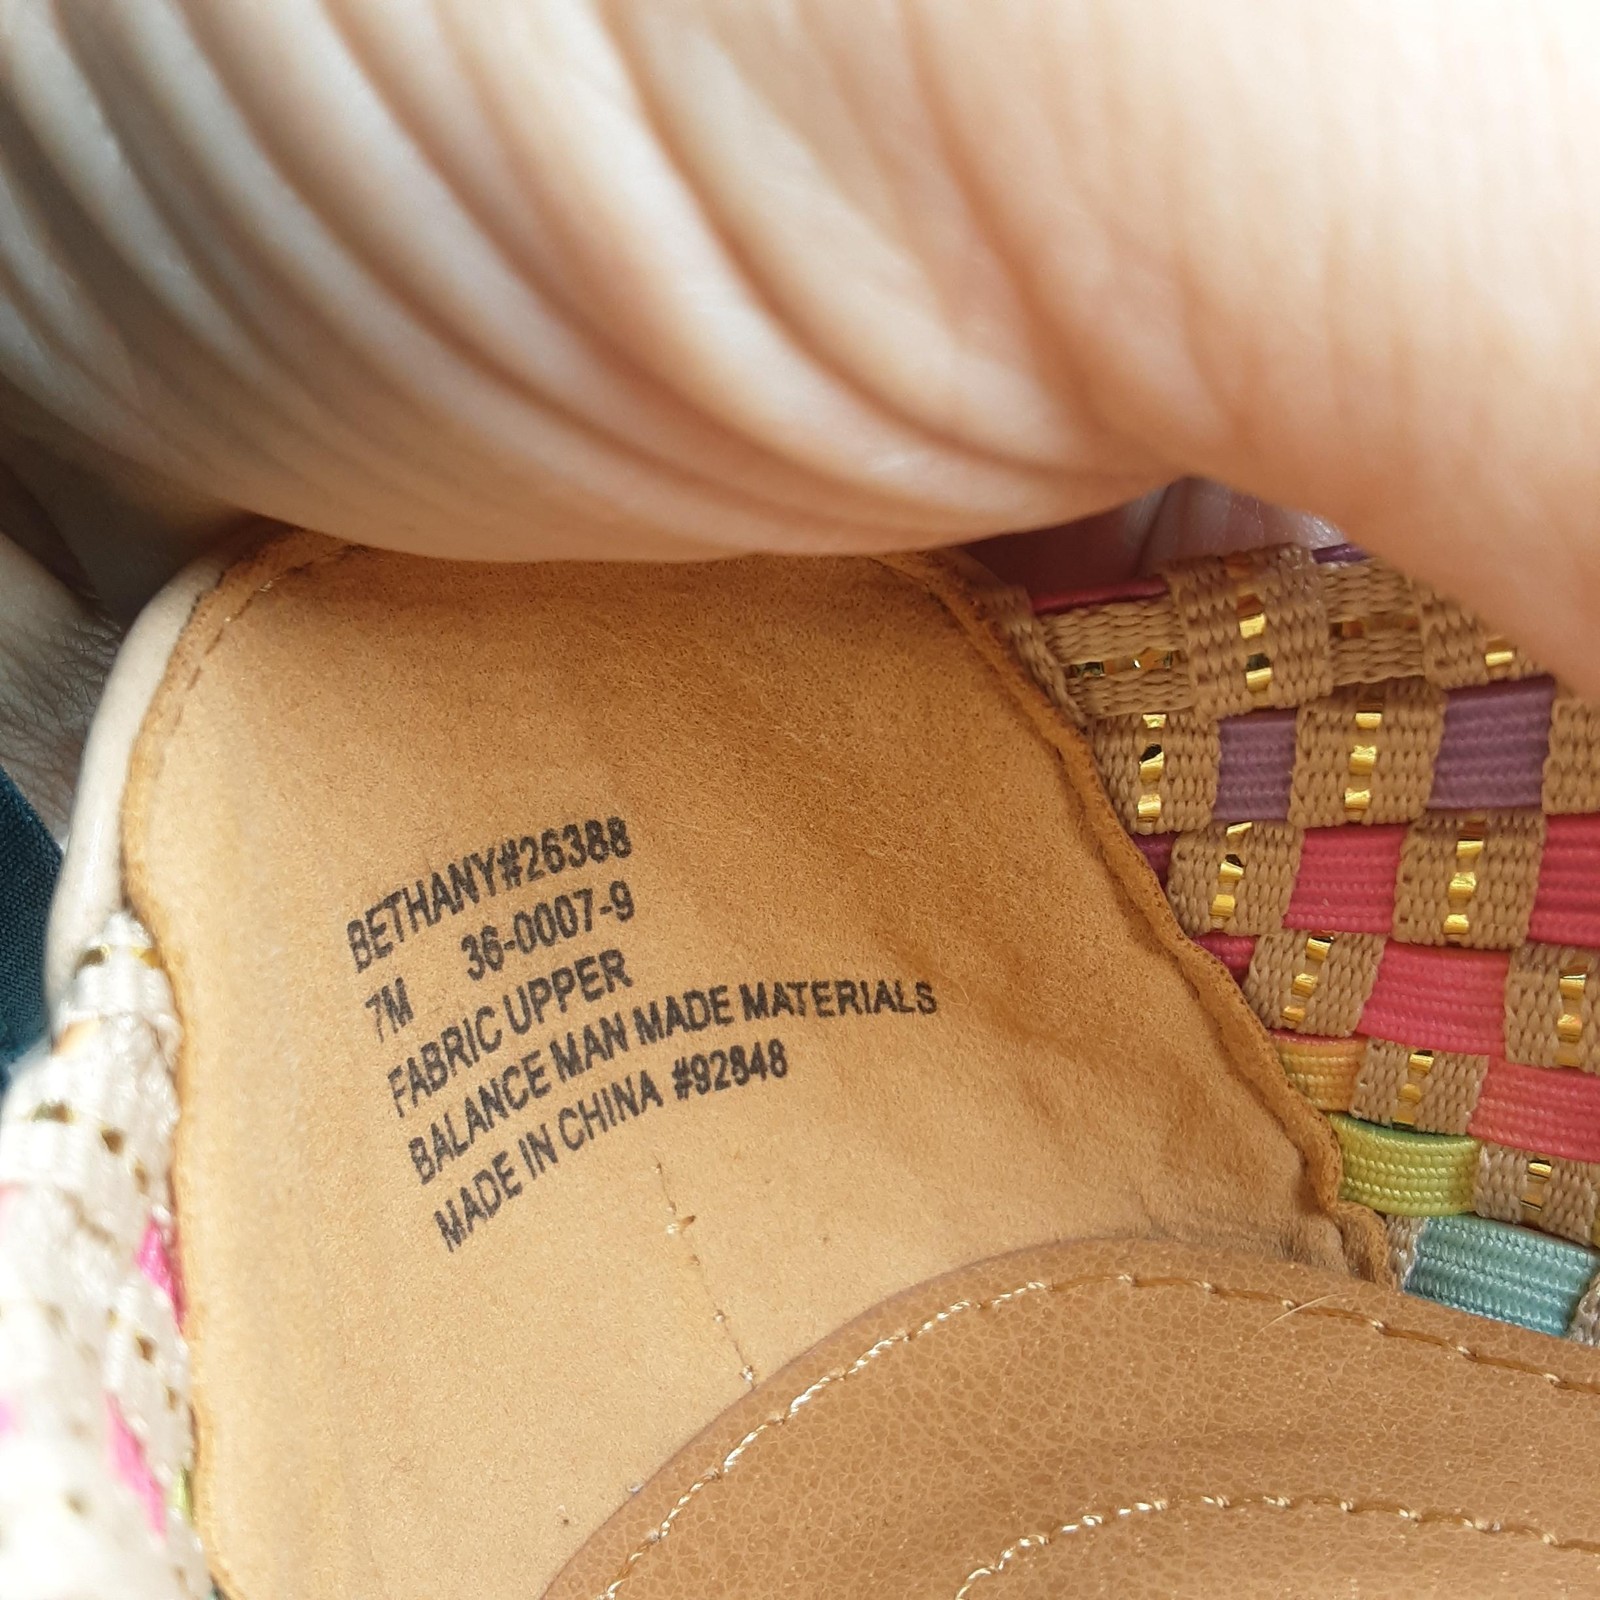 BETHANY#26388
7M 36-0007-9
FABRIC UPPER
BALANCE MAN MADE MATERIALS
MADE IN CHINA #92848